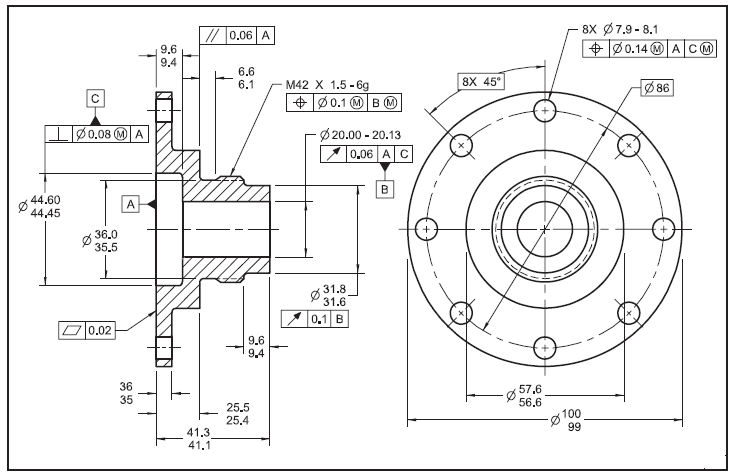 9.6
9.4
// 0.06 A
6.6
6.1
M42 X 1.5 - 6g
⌖ Ø 0.1 Ⓜ B Ⓜ
C
⊥ Ø 0.08 Ⓜ A
Ø 20.00 - 20.13
↗ 0.06 A C
B
Ø 44.60
44.45
A
Ø 36.0
35.5
Ø 31.8
31.6
↗ 0.1 B
⏥ 0.02
9.6
9.4
36
35
25.5
25.4
41.3
41.1
8X Ø 7.9 - 8.1
⌖ Ø 0.14 Ⓜ A C Ⓜ
8X 45°
Ø 86
Ø 57.6
56.6
Ø 100
99